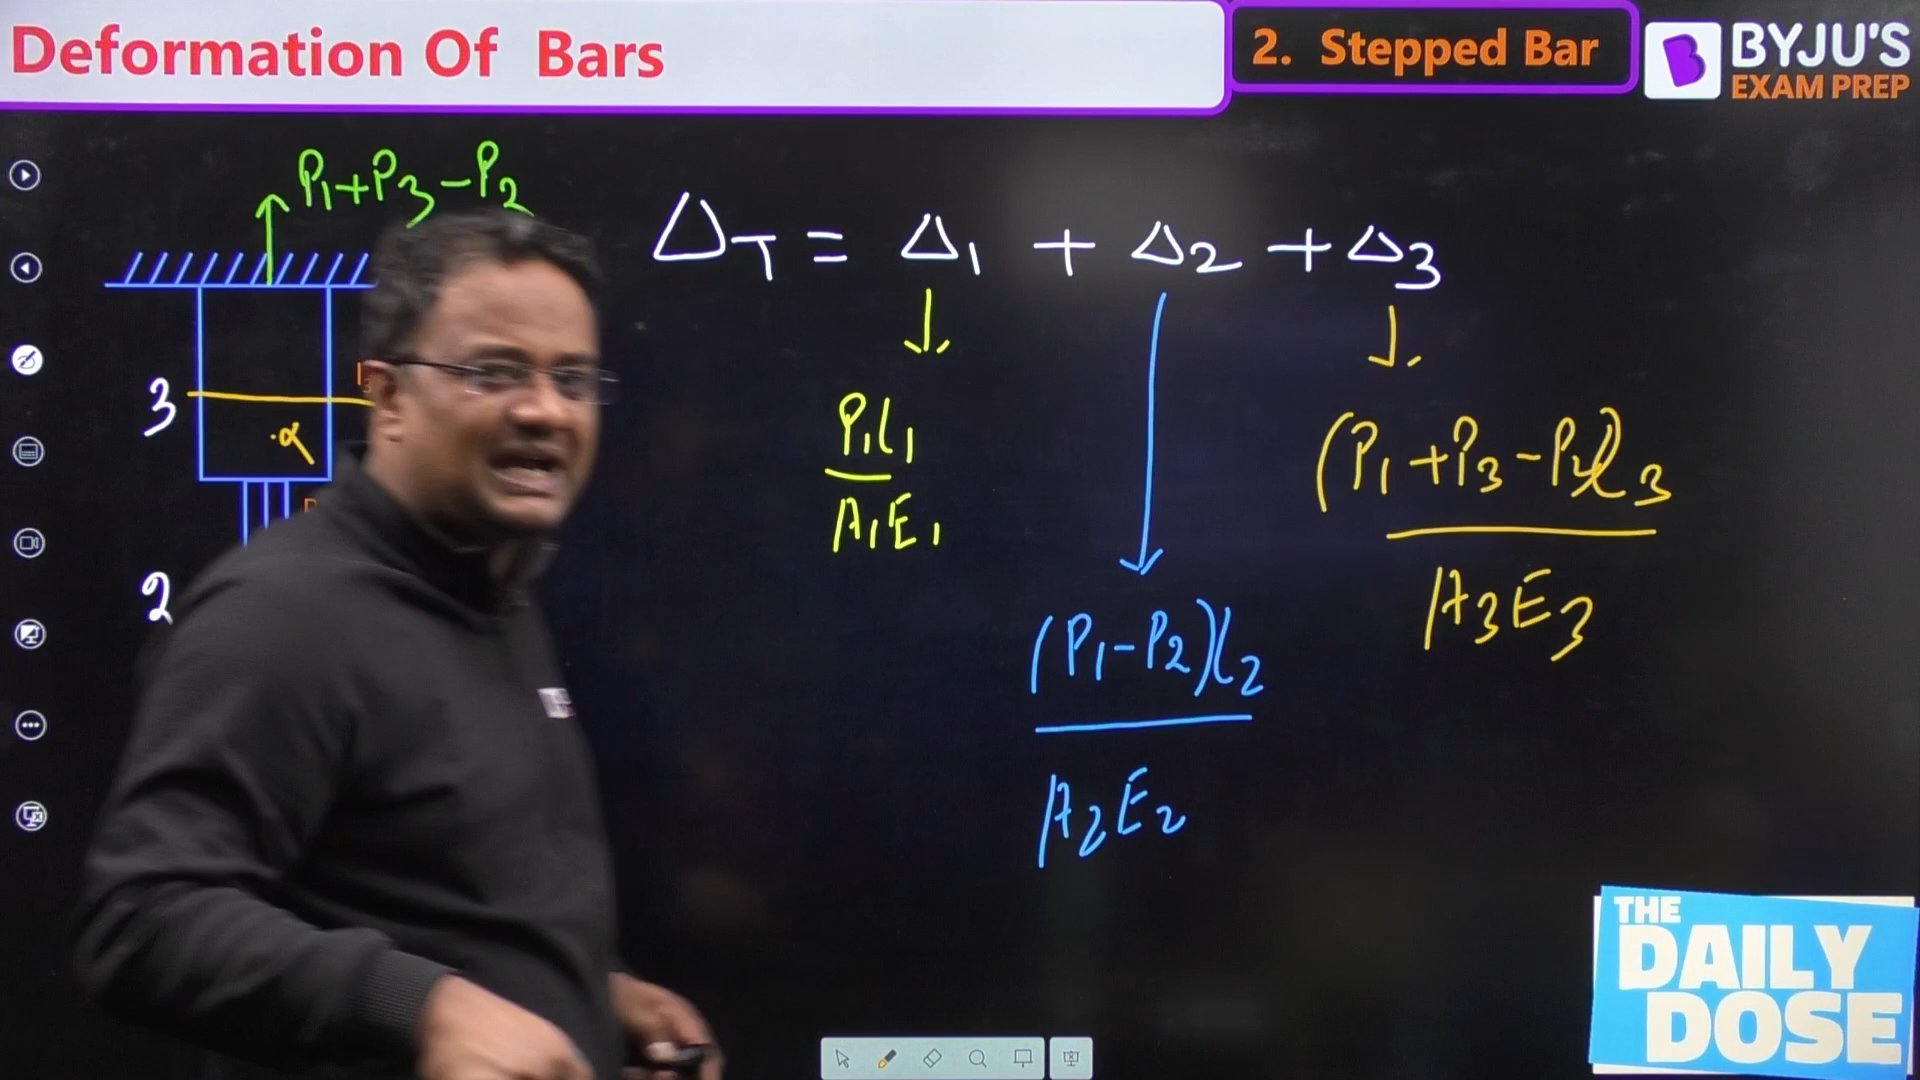 Deformation Of Bars
2. Stepped Bar
BYJU'S
EXAM PREP
P1+P3-P2
ΔT = Δ1 + Δ2 + Δ3
3
α
P1l1
A1E1
(P1+P3-P2)l3
A3E3
2
(P1-P2)l2
A2E2
THE
DAILY
DOSE